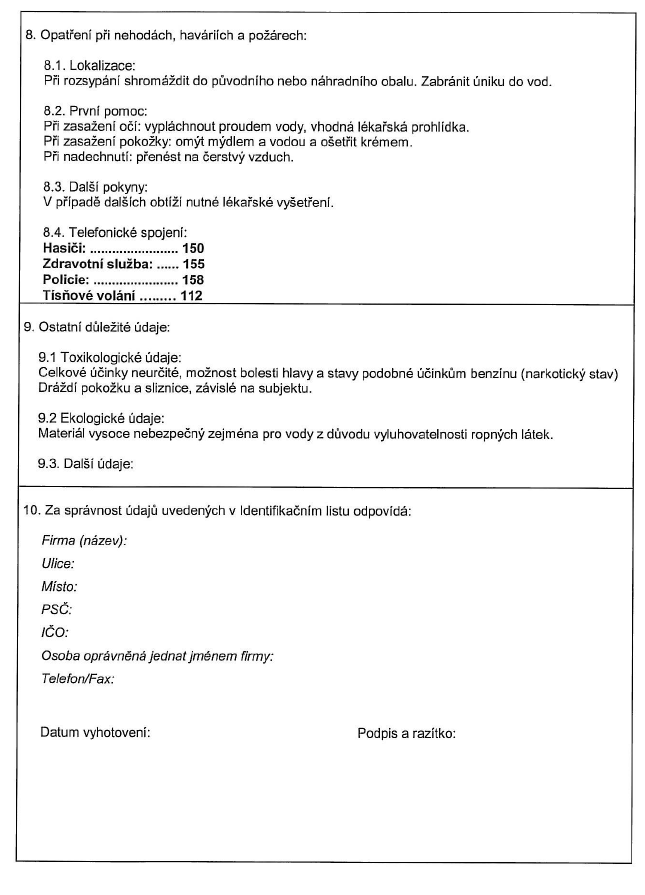 8. Opatření při nehodách, haváriích a požárech:
8.1. Lokalizace:
Při rozsypání shromáždit do původního nebo náhradního obalu. Zabránit úniku do vod.
8.2. První pomoc:
Při zasažení očí: vypláchnout proudem vody, vhodná lékařská prohlídka.
Při zasažení pokožky: omýt mýdlem a vodou a ošetřit krémem.
Při nadechnutí: přenést na čerstvý vzduch.
8.3. Další pokyny:
V případě dalších obtíží nutné lékařské vyšetření.
8.4. Telefonické spojení:
Hasiči: ........................ 150
Zdravotní služba: ...... 155
Policie: ....................... 158
Tísňové volání ......... 112
9. Ostatní důležité údaje:
9.1 Toxikologické údaje:
Celkové účinky neurčité, možnost bolesti hlavy a stavy podobné účinkům benzínu (narkotický stav)
Dráždí pokožku a sliznice, závislé na subjektu.
9.2 Ekologické údaje:
Materiál vysoce nebezpečný zejména pro vody z důvodu vyluhovatelnosti ropných látek.
9.3. Další údaje:
10. Za správnost údajů uvedených v Identifikačním listu odpovídá:
Firma (název):
Ulice:
Místo:
PSČ:
IČO:
Osoba oprávněná jednat jménem firmy:
Telefon/Fax:
Datum vyhotovení: Podpis a razítko: